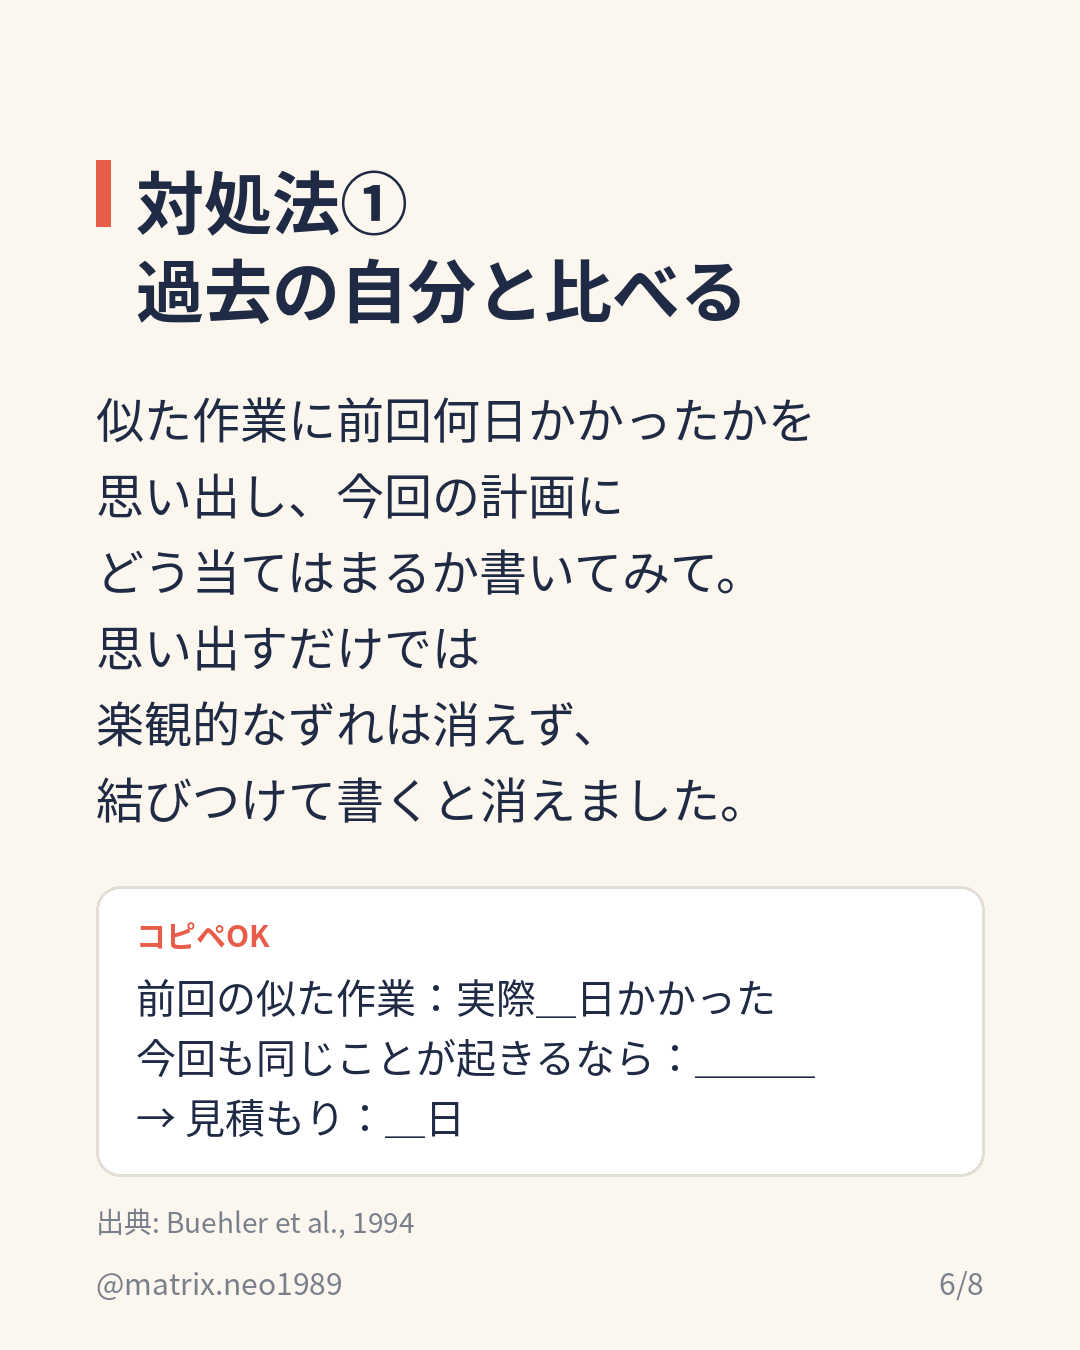 対処法①
過去の自分と比べる
似た作業に前回何日かかったかを
思い出し、今回の計画に
どう当てはまるか書いてみて。
思い出すだけでは
楽観的なずれは消えず、
結びつけて書くと消えました。
コピペOK
前回の似た作業：実際__日かかった
今回も同じことが起きるなら：______
→ 見積もり：__日
出典: Buehler et al., 1994
@matrix.neo1989
6/8